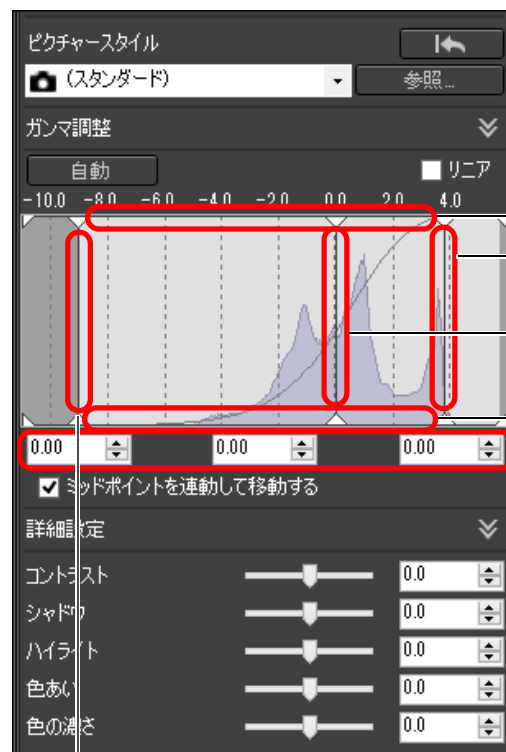 ピクチャースタイル
(スタンダード)
参照...
ガンマ調整
自動
リニア
-10.0 -8.0 -6.0 -4.0 -2.0 0.0 2.0 4.0
0.00 0.00 0.00
ミッドポイントを連動して移動する
詳細設定
コントラスト 0.0
シャドウ 0.0
ハイライト 0.0
色あい 0.0
色の濃さ 0.0